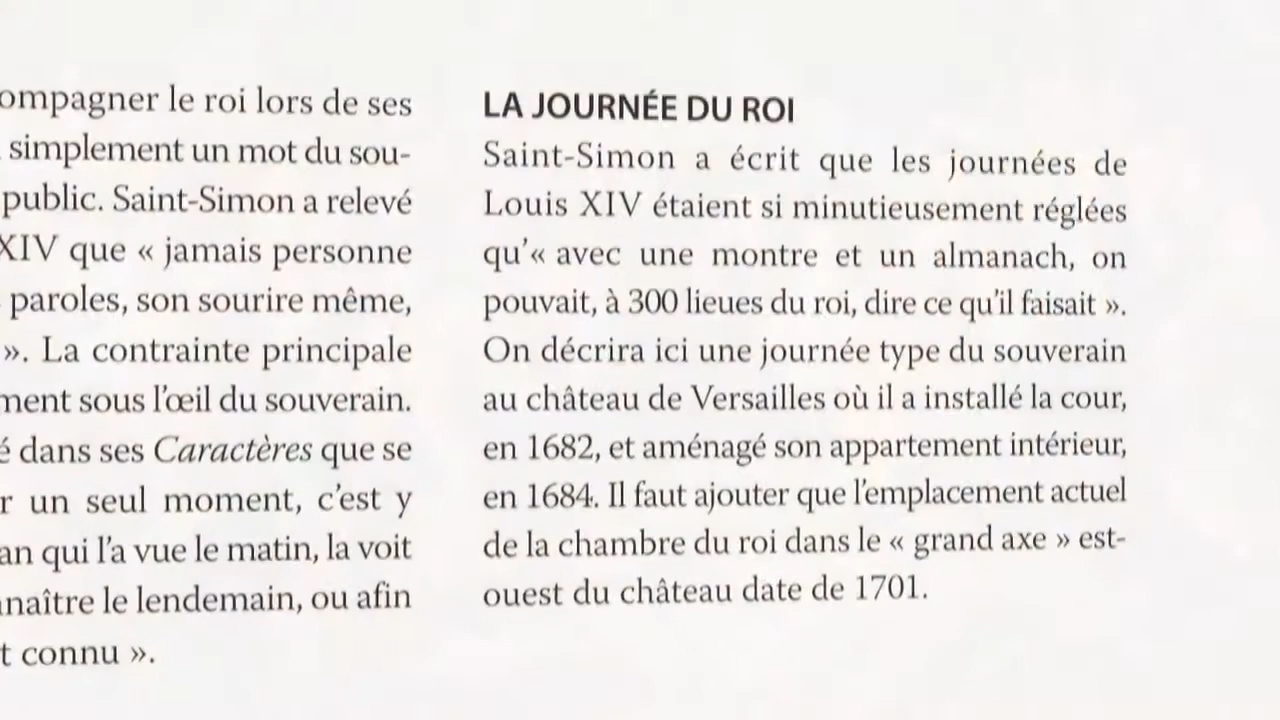 ompagner le roi lors de ses
simplement un mot du sou-
public. Saint-Simon a relevé
XIV que « jamais personne
paroles, son sourire même,
». La contrainte principale
ment sous l'œil du souverain.
é dans ses Caractères que se
r un seul moment, c'est y
an qui l'a vue le matin, la voit
nnaître le lendemain, ou afin
t connu ».
LA JOURNÉE DU ROI
Saint-Simon a écrit que les journées de
Louis XIV étaient si minutieusement réglées
qu'« avec une montre et un almanach, on
pouvait, à 300 lieues du roi, dire ce qu'il faisait ».
On décrira ici une journée type du souverain
au château de Versailles où il a installé la cour,
en 1682, et aménagé son appartement intérieur,
en 1684. Il faut ajouter que l'emplacement actuel
de la chambre du roi dans le « grand axe » est-
ouest du château date de 1701.